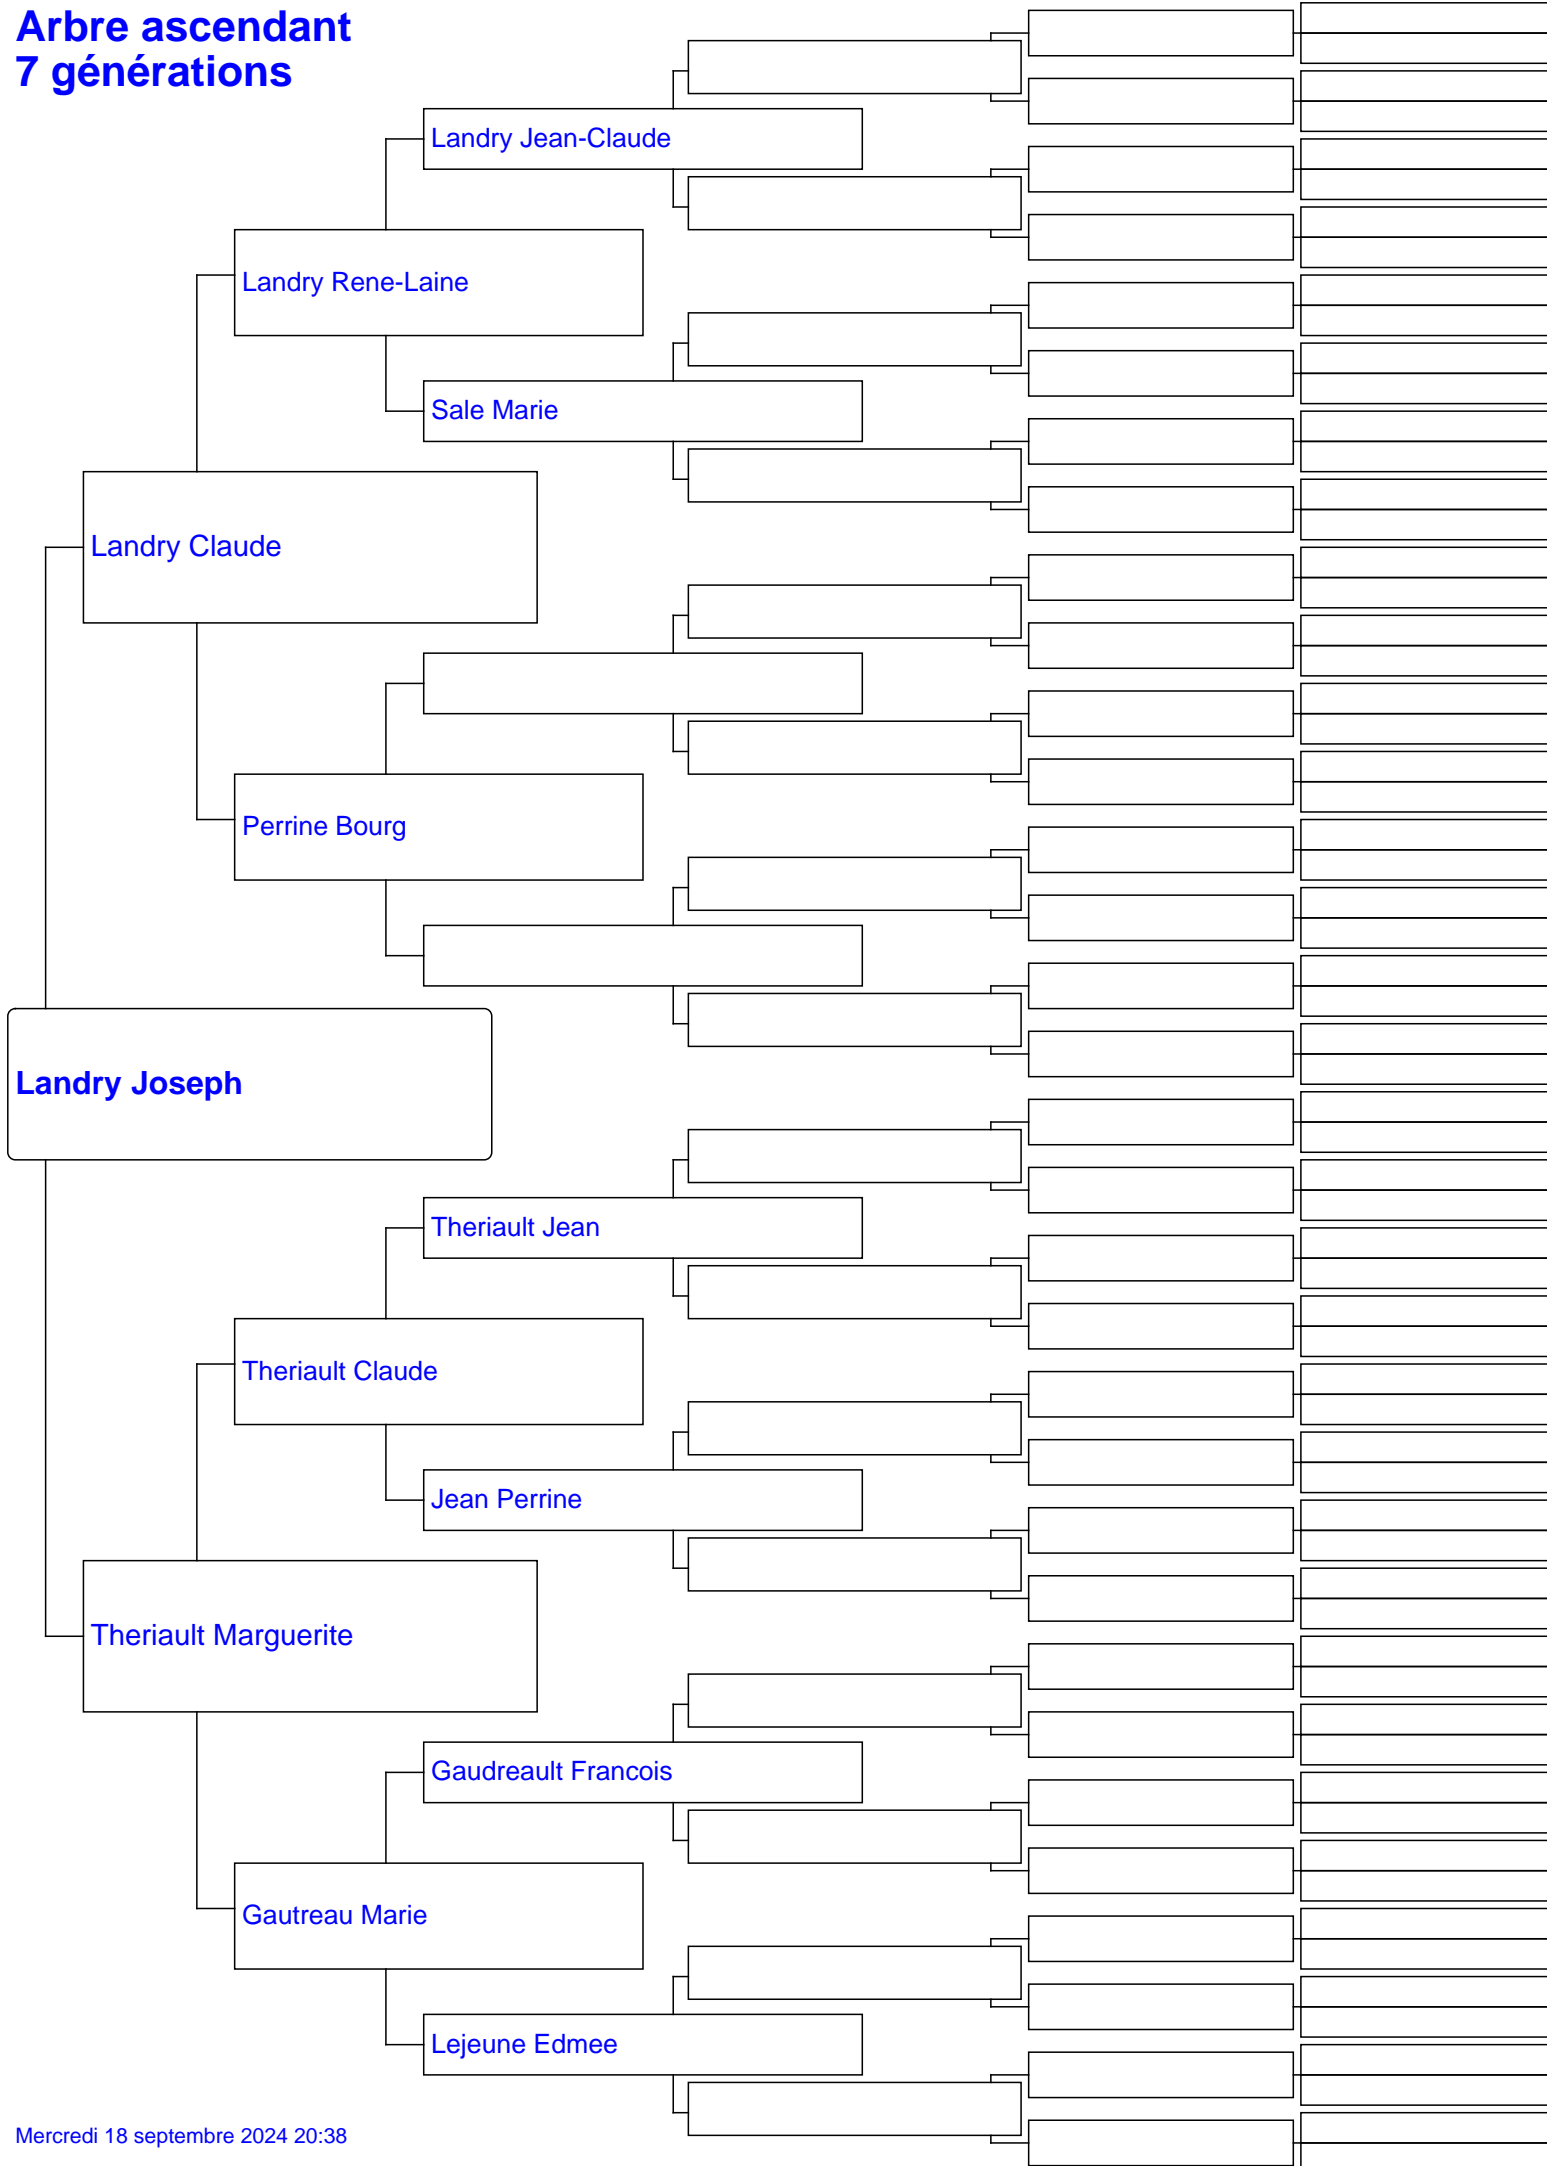 Arbre ascendant
7 générations
Landry Jean-Claude
Landry Rene-Laine
Sale Marie
Landry Claude
Perrine Bourg
Landry Joseph
Theriault Jean
Theriault Claude
Jean Perrine
Theriault Marguerite
Gaudreault Francois
Gautreau Marie
Lejeune Edmee
Mercredi 18 septembre 2024 20:38